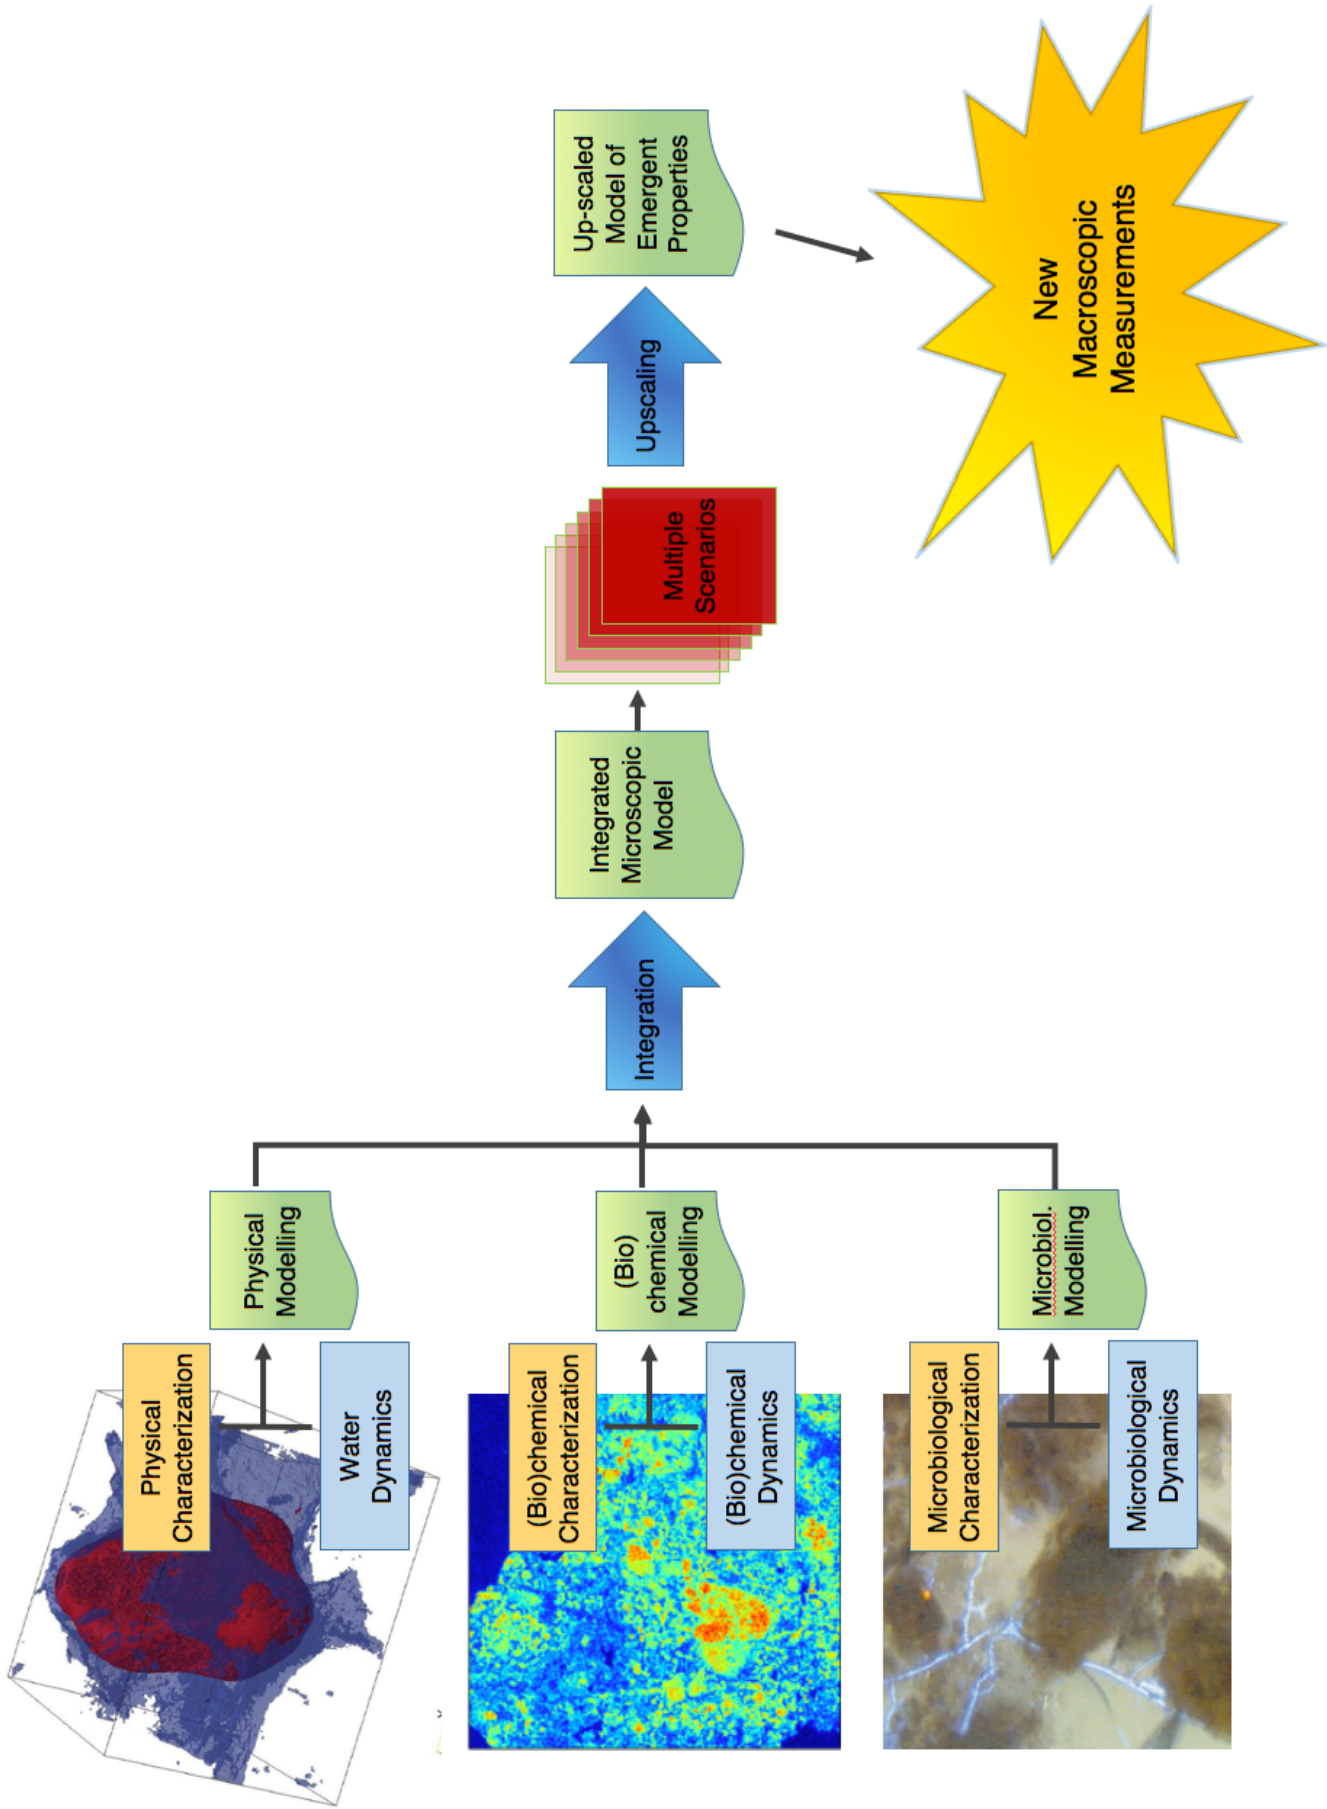 Physical
Characterization
Water
Dynamics
Physical
Modelling
(Bio)chemical
Characterization
(Bio)chemical
Dynamics
(Bio)
chemical
Modelling
Microbiological
Characterization
Microbiological
Dynamics
Microbiol.
Modelling
Integration
Integrated
Microscopic
Model
Multiple
Scenarios
Upscaling
Up-scaled
Model of
Emergent
Properties
New
Macroscopic
Measurements